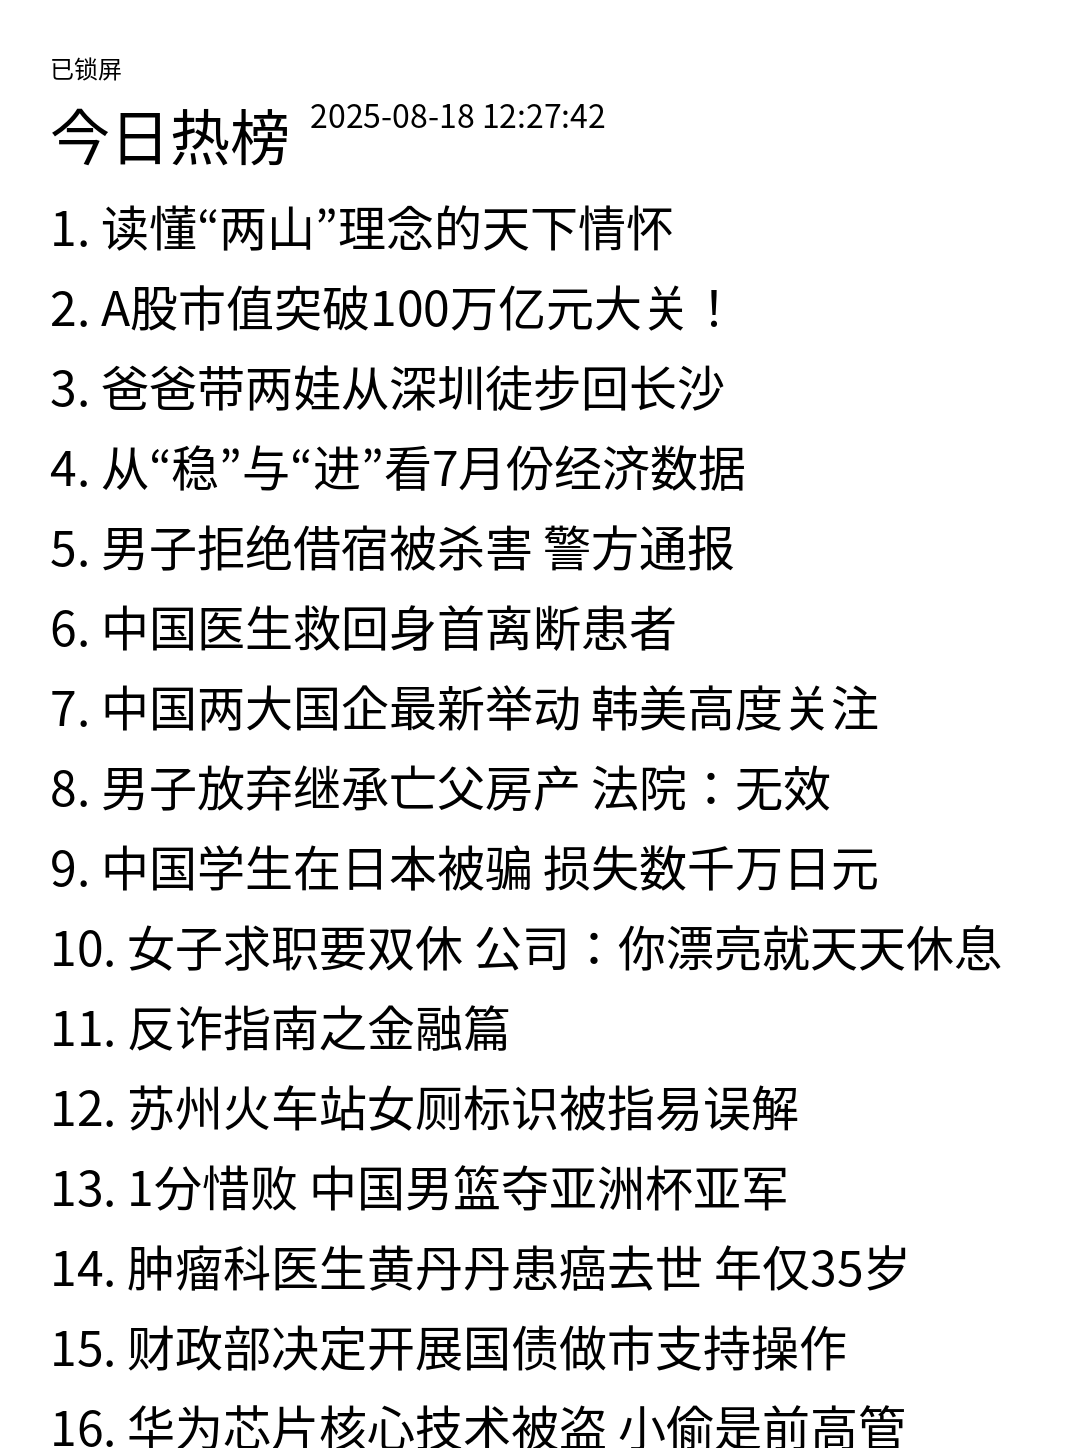 已锁屏
今日热榜 2025-08-18 12:27:42
1. 读懂“两山”理念的天下情怀
2. A股市值突破100万亿元大关！
3. 爸爸带两娃从深圳徒步回长沙
4. 从“稳”与“进”看7月份经济数据
5. 男子拒绝借宿被杀害 警方通报
6. 中国医生救回身首离断患者
7. 中国两大国企最新举动 韩美高度关注
8. 男子放弃继承亡父房产 法院：无效
9. 中国学生在日本被骗 损失数千万日元
10. 女子求职要双休 公司：你漂亮就天天休息
11. 反诈指南之金融篇
12. 苏州火车站女厕标识被指易误解
13. 1分惜败 中国男篮夺亚洲杯亚军
14. 肿瘤科医生黄丹丹患癌去世 年仅35岁
15. 财政部决定开展国债做市支持操作
16. 华为芯片核心技术被盗 小偷是前高管